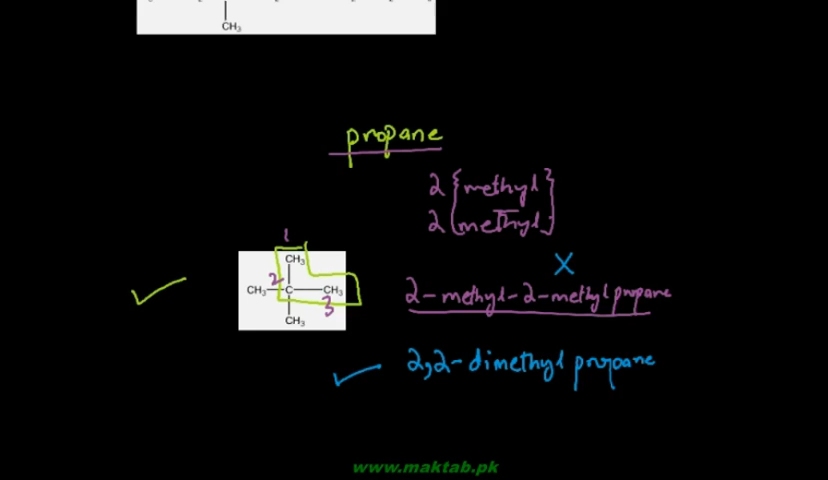 CH₃
propane
2 {methyl}
2 {methyl}
1
CH₃
2
CH₃—C—CH₃
3
CH₃
X
2-methyl-2-methyl propane
2,2-dimethyl propane
www.maktab.pk